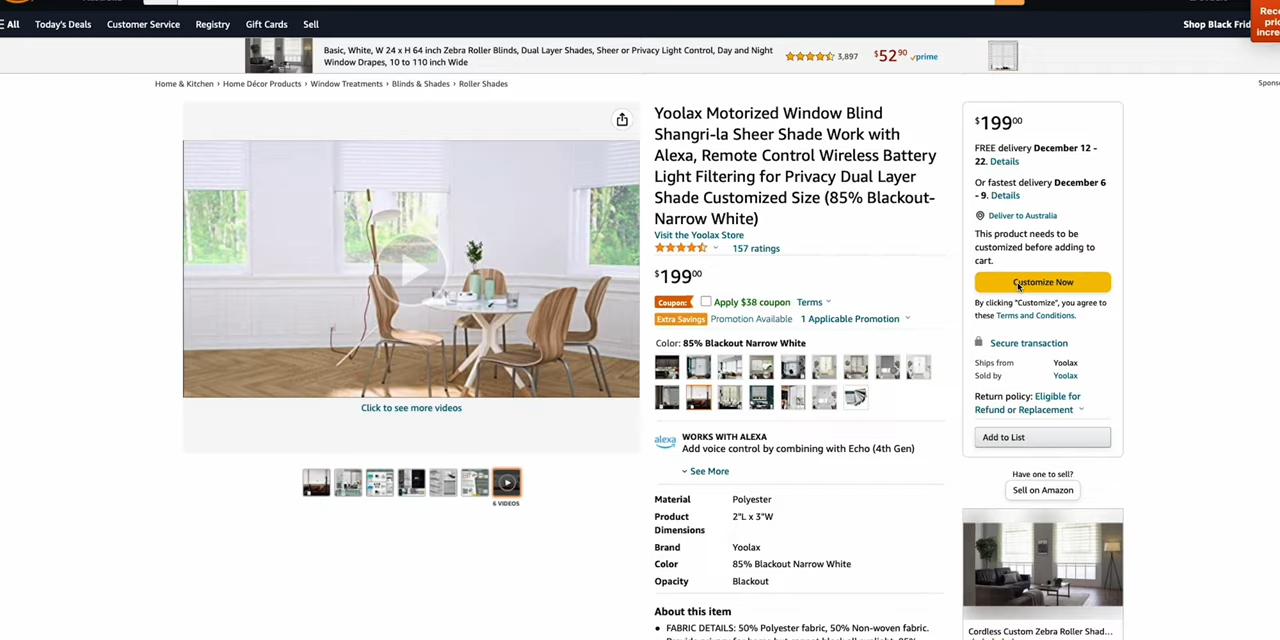 All Today's Deals Customer Service Registry Gift Cards Sell
Shop Black Frid
Rece
pric
incre
Basic, White, W 24 x H 64 inch Zebra Roller Blinds, Dual Layer Shades, Sheer or Privacy Light Control, Day and Night
Window Drapes, 10 to 110 inch Wide
3,897
$52.90 prime
Home & Kitchen › Home Décor Products › Window Treatments › Blinds & Shades › Roller Shades
Spons
Click to see more videos
6 VIDEOS
Yoolax Motorized Window Blind
Shangri-la Sheer Shade Work with
Alexa, Remote Control Wireless Battery
Light Filtering for Privacy Dual Layer
Shade Customized Size (85% Blackout-
Narrow White)
Visit the Yoolax Store
157 ratings
$199.00
Coupon: Apply $38 coupon Terms
Extra Savings Promotion Available 1 Applicable Promotion
Color: 85% Blackout Narrow White
alexa
WORKS WITH ALEXA
Add voice control by combining with Echo (4th Gen)
See More
Material Polyester
Product Dimensions 2"L x 3"W
Brand Yoolax
Color 85% Blackout Narrow White
Opacity Blackout
About this item
• FABRIC DETAILS: 50% Polyester fabric, 50% Non-woven fabric.
$199.00
FREE delivery December 12 -
22. Details
Or fastest delivery December 6
- 9. Details
Deliver to Australia
This product needs to be
customized before adding to
cart.
Customize Now
By clicking "Customize", you agree to
these Terms and Conditions.
Secure transaction
Ships from Yoolax
Sold by Yoolax
Return policy: Eligible for
Refund or Replacement
Add to List
Have one to sell?
Sell on Amazon
Cordless Custom Zebra Roller Shad...